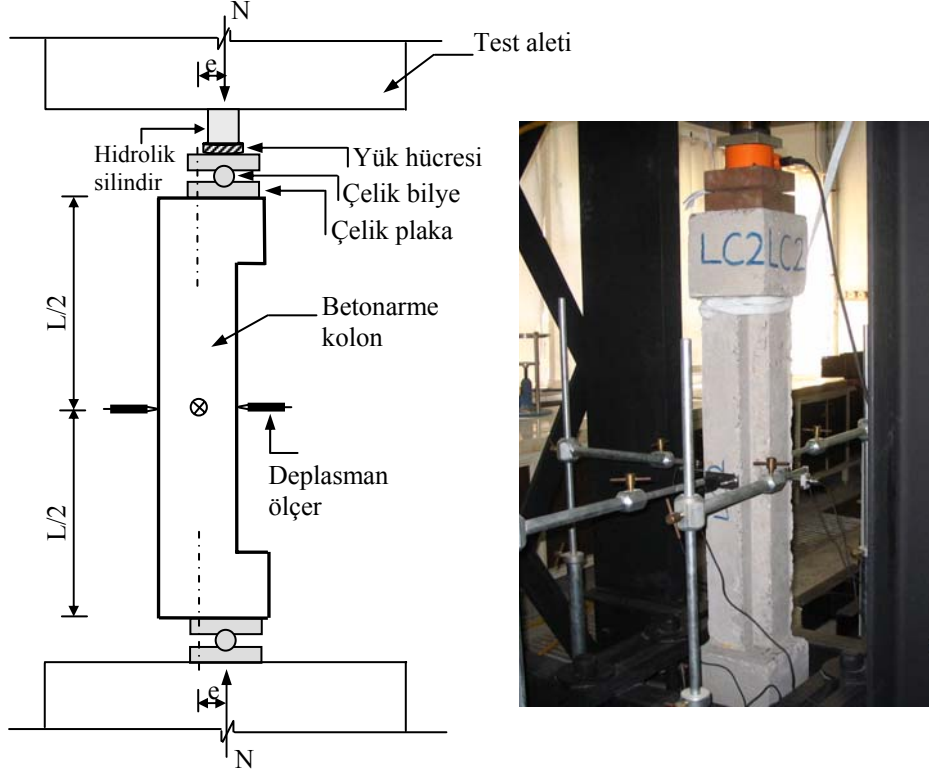 N
Test aleti
e
Hidrolik
silindir
Yük hücresi
Çelik bilye
Çelik plaka
L/2
Betonarme
kolon
Deplasman
ölçer
L/2
e
N
LC2
LC2